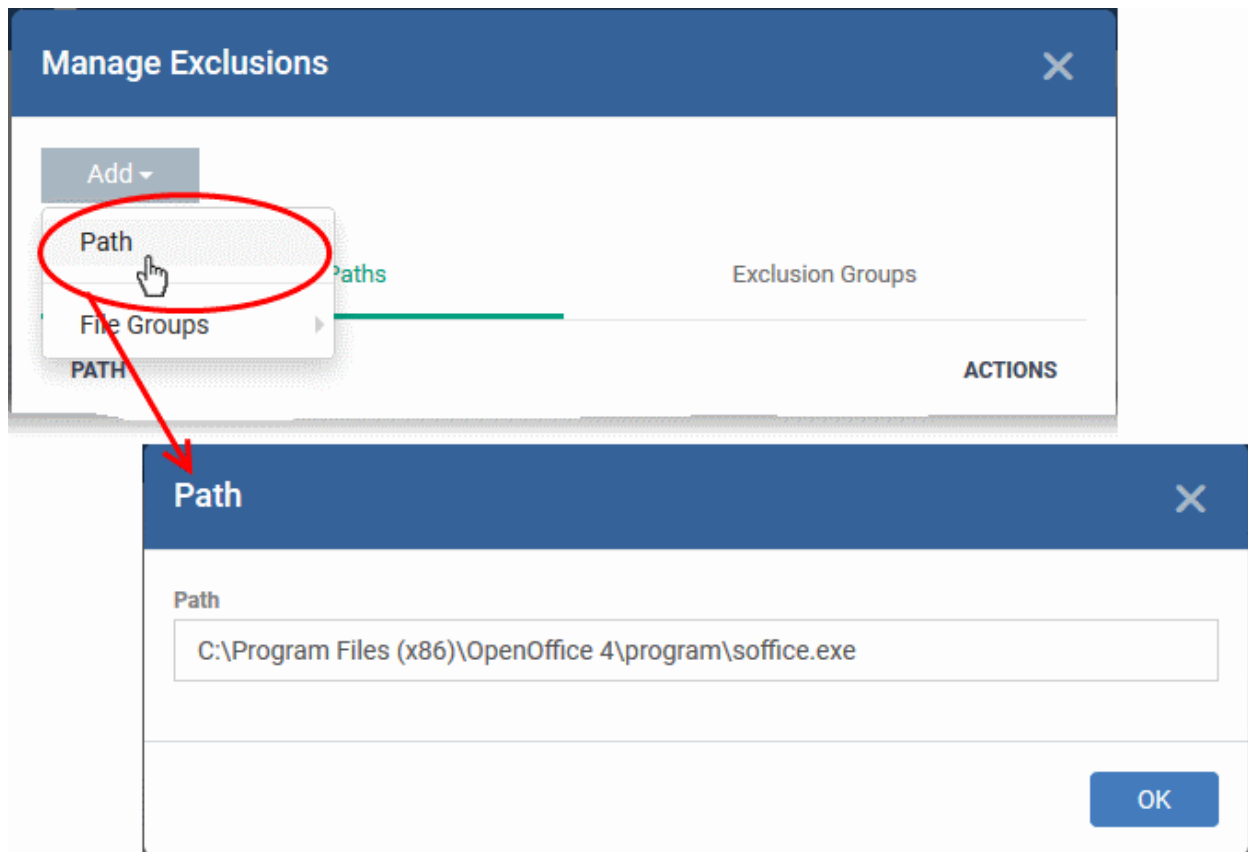 Manage Exclusions
Add
Path
Paths
Exclusion Groups
File Groups
PATH
ACTIONS
Path
Path
C:\Program Files (x86)\OpenOffice 4\program\soffice.exe
OK